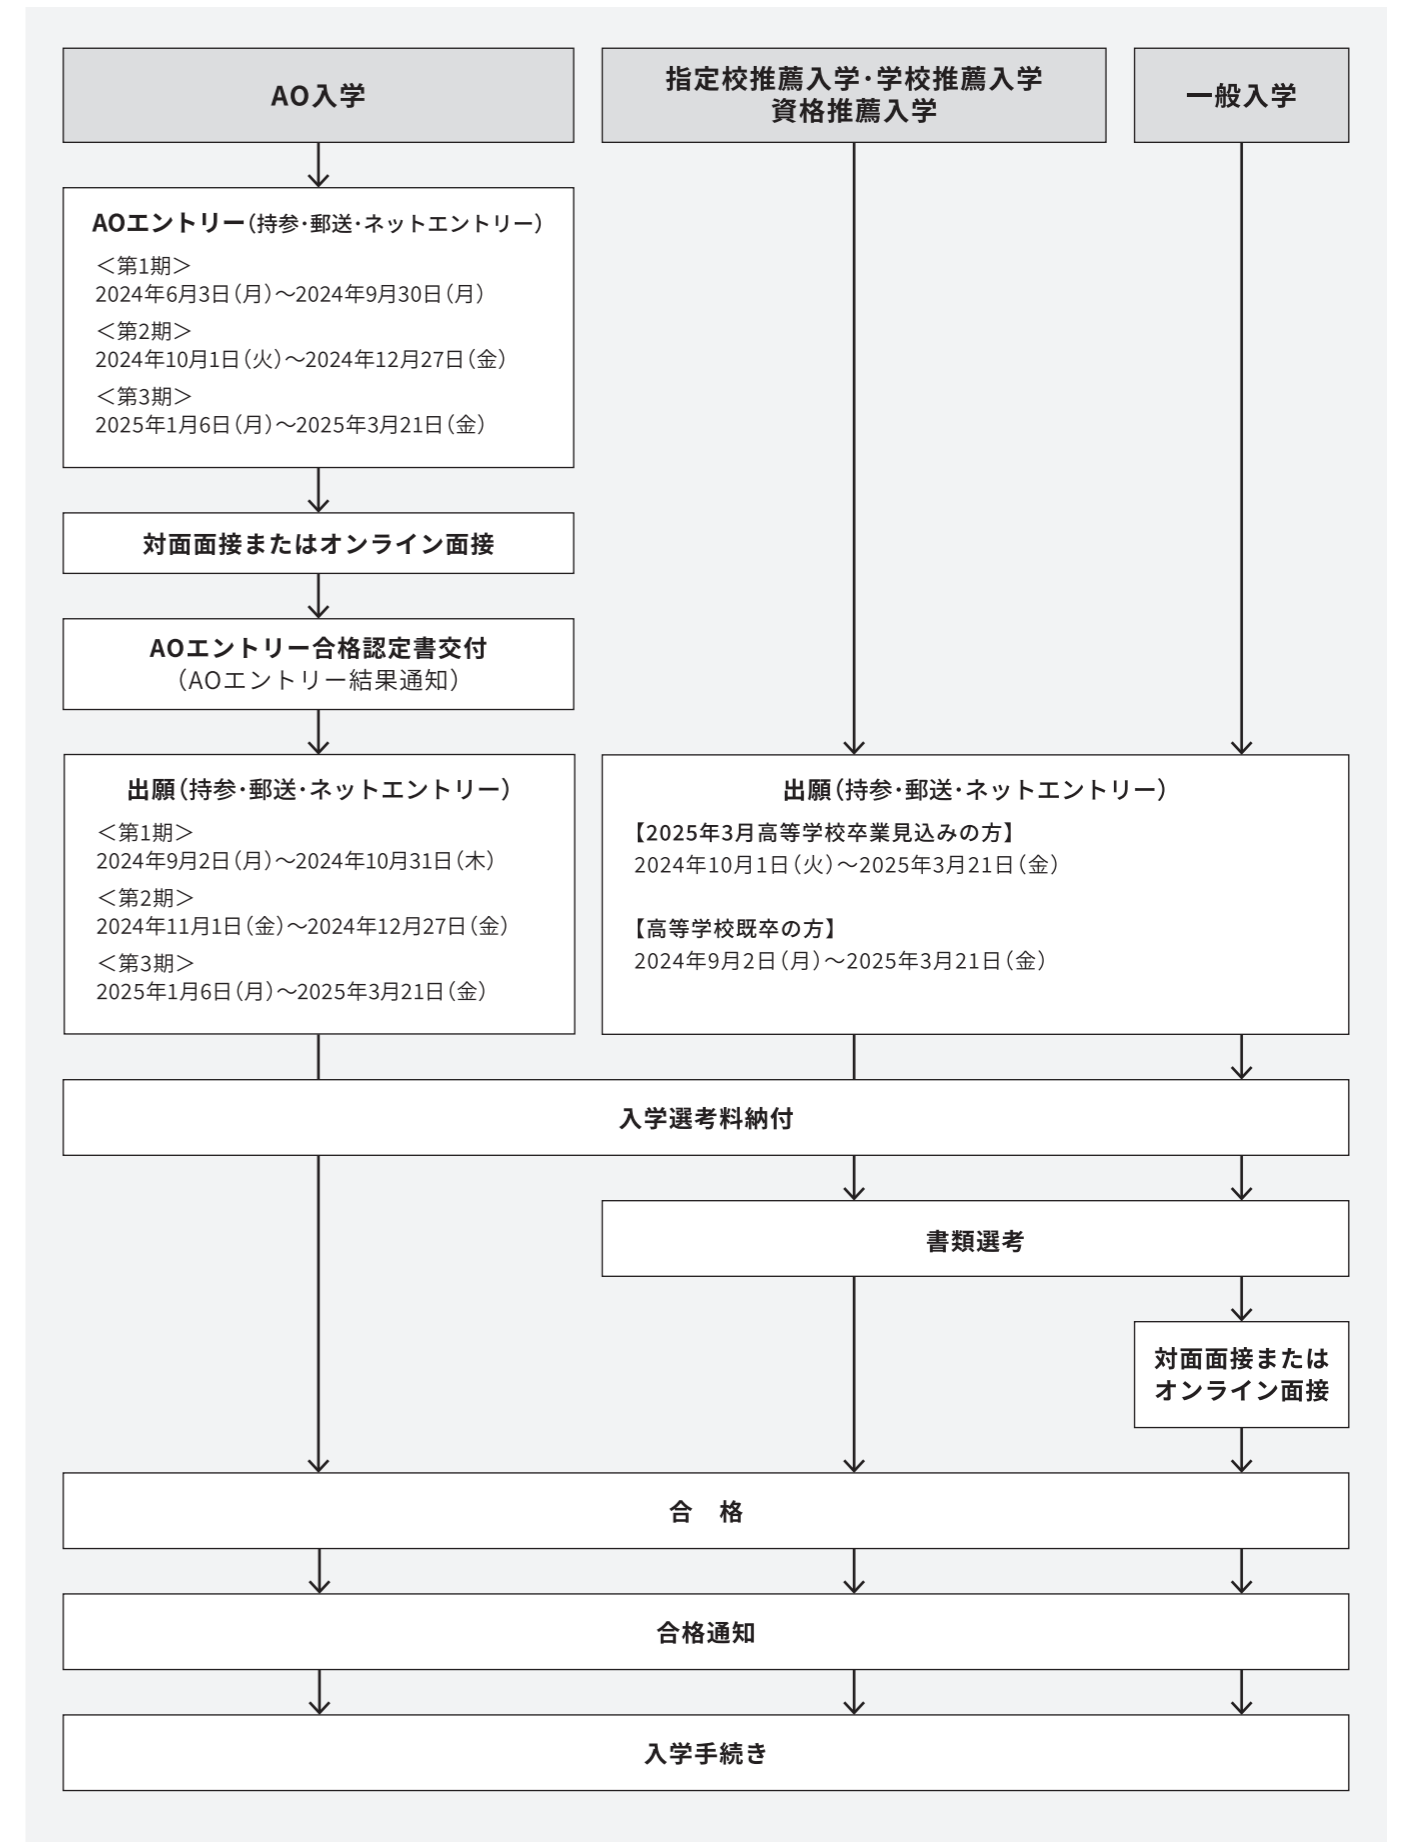 AO入学
指定校推薦入学・学校推薦入学
資格推薦入学
一般入学
AOエントリー（持参・郵送・ネットエントリー）
＜第1期＞
2024年6月3日（月）～2024年9月30日（月）
＜第2期＞
2024年10月1日（火）～2024年12月27日（金）
＜第3期＞
2025年1月6日（月）～2025年3月21日（金）
対面面接またはオンライン面接
AOエントリー合格認定書交付
（AOエントリー結果通知）
出願（持参・郵送・ネットエントリー）
＜第1期＞
2024年9月2日（月）～2024年10月31日（木）
＜第2期＞
2024年11月1日（金）～2024年12月27日（金）
＜第3期＞
2025年1月6日（月）～2025年3月21日（金）
出願（持参・郵送・ネットエントリー）
【2025年3月高等学校卒業見込みの方】
2024年10月1日（火）～2025年3月21日（金）
【高等学校既卒の方】
2024年9月2日（月）～2025年3月21日（金）
入学選考料納付
書類選考
対面面接または
オンライン面接
合　格
合格通知
入学手続き